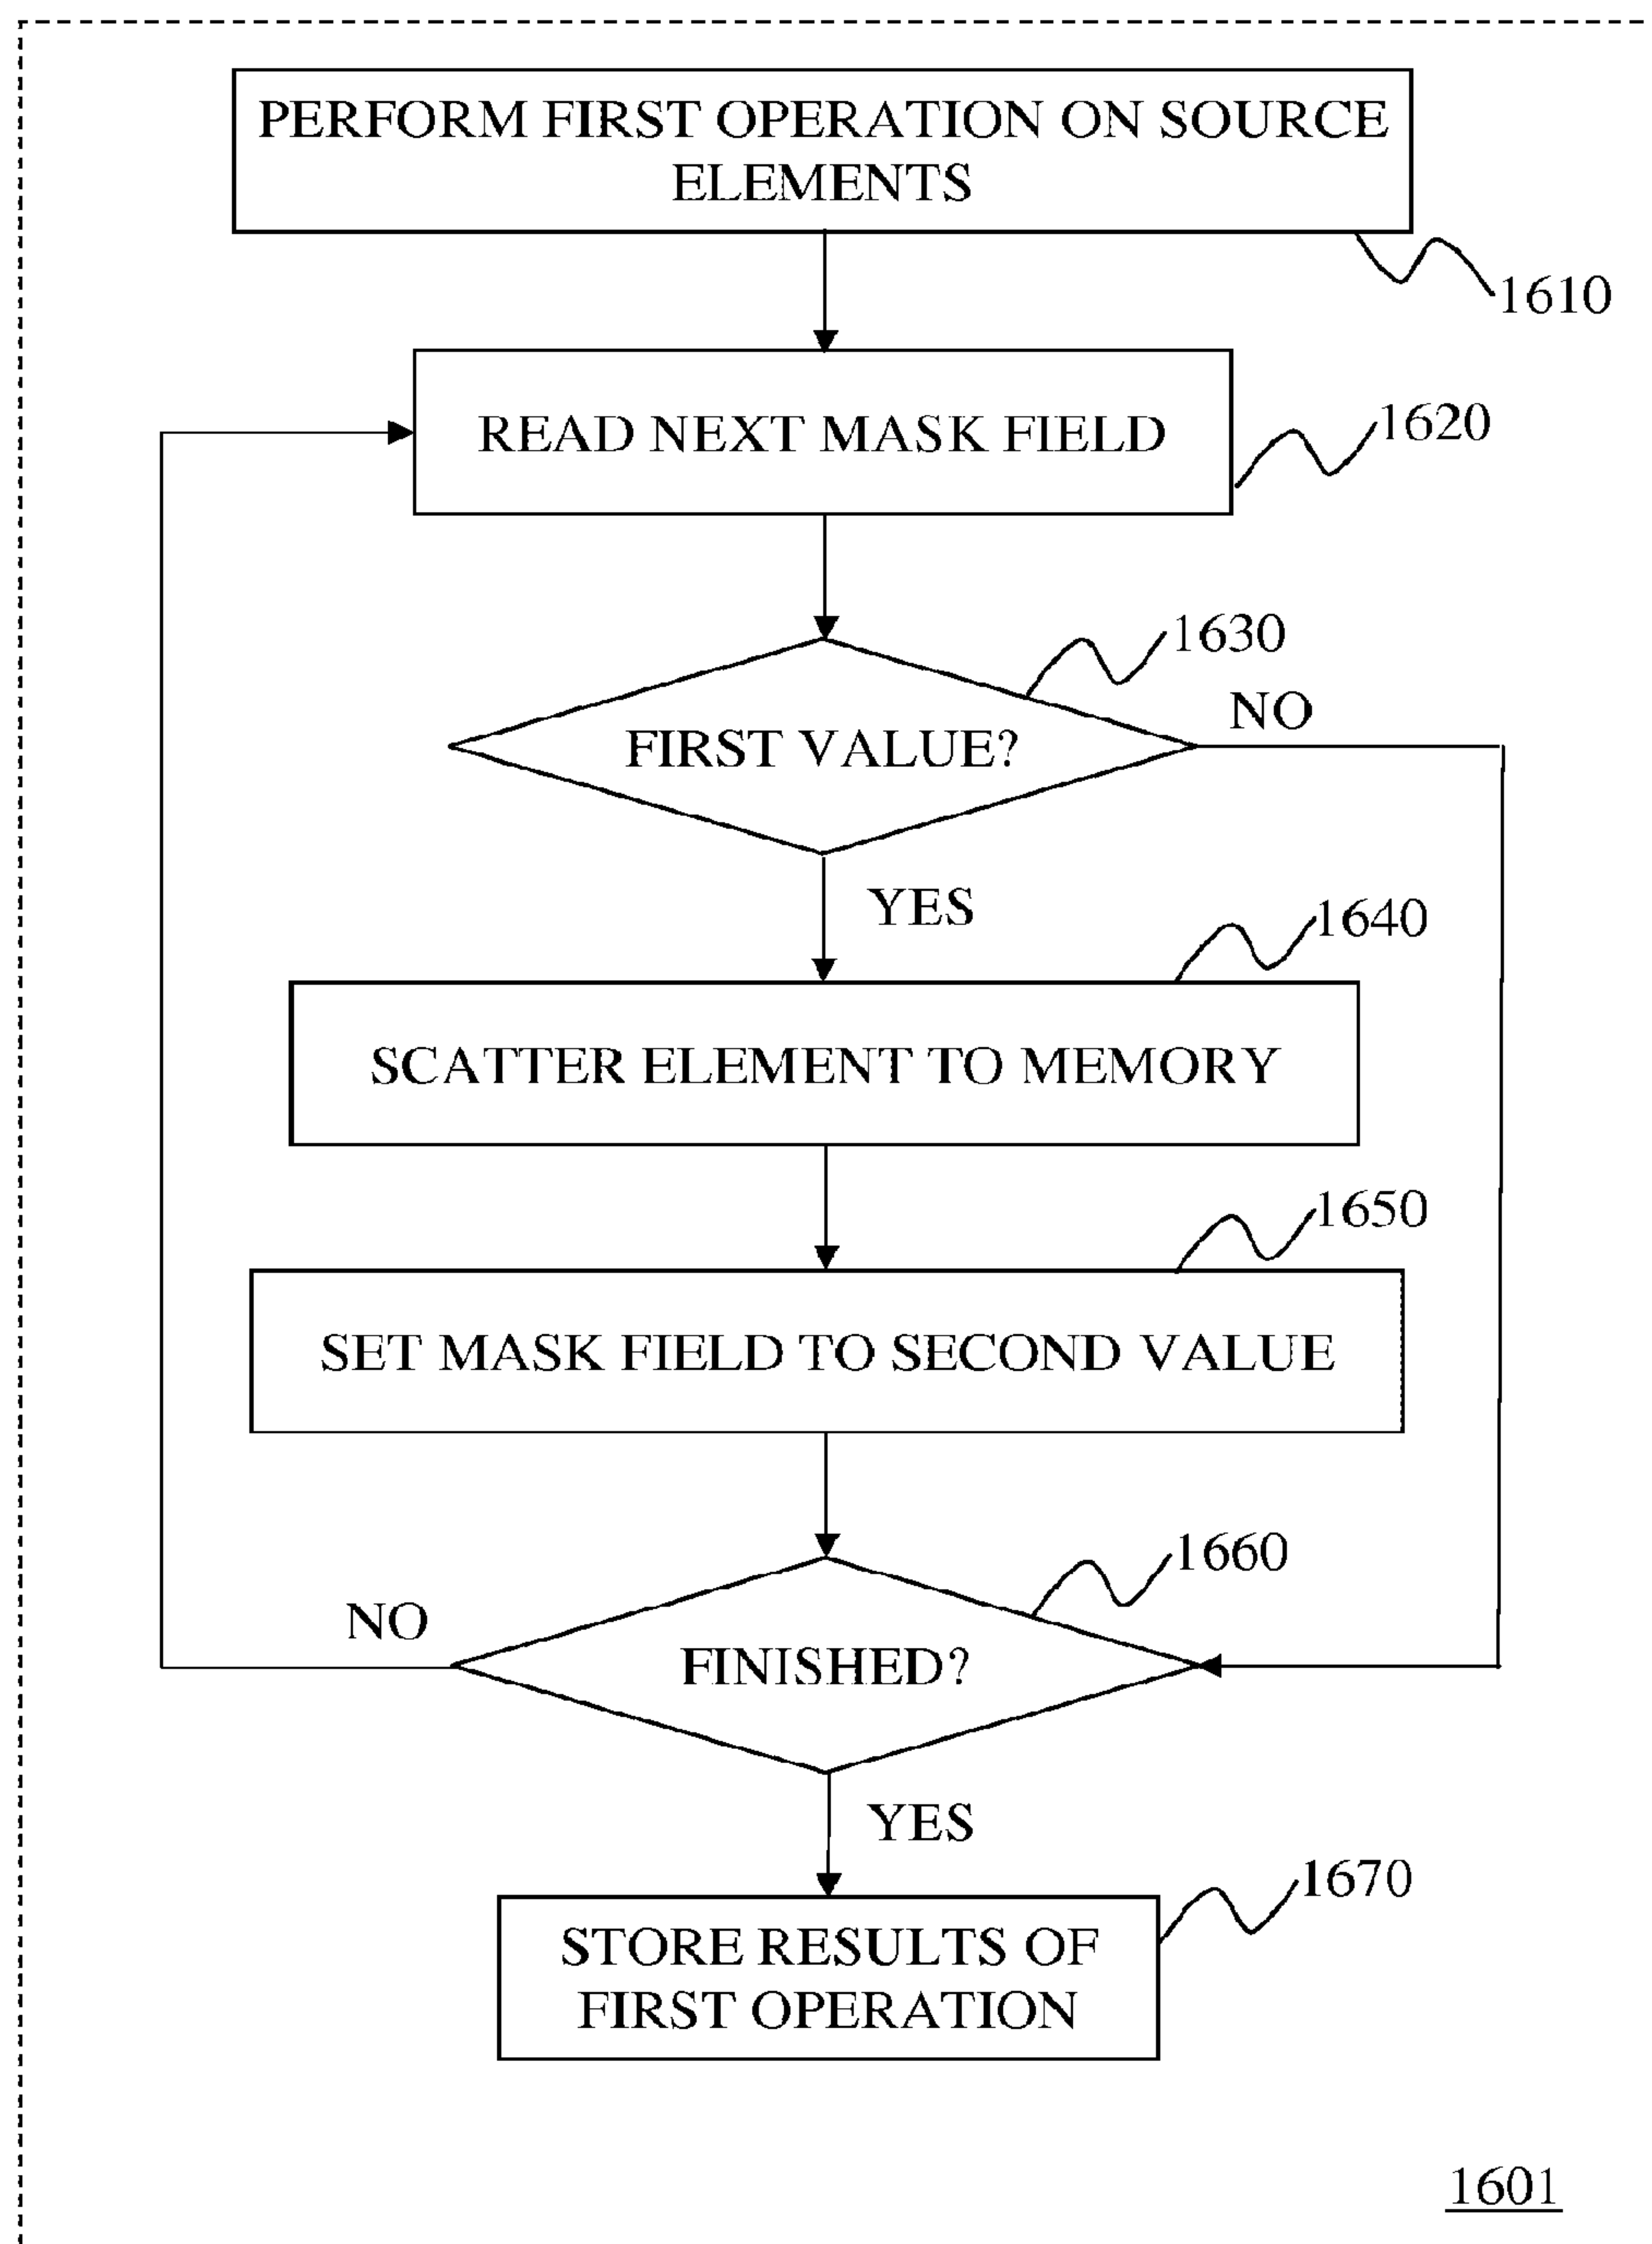 PERFORM FIRST OPERATION ON SOURCE
ELEMENTS
1610
READ NEXT MASK FIELD
1620
1630
NO
FIRST VALUE?
YES
1640
SCATTER ELEMENT TO MEMORY
1650
SET MASK FIELD TO SECOND VALUE
1660
NO
FINISHED?
YES
1670
STORE RESULTS OF
FIRST OPERATION
1601